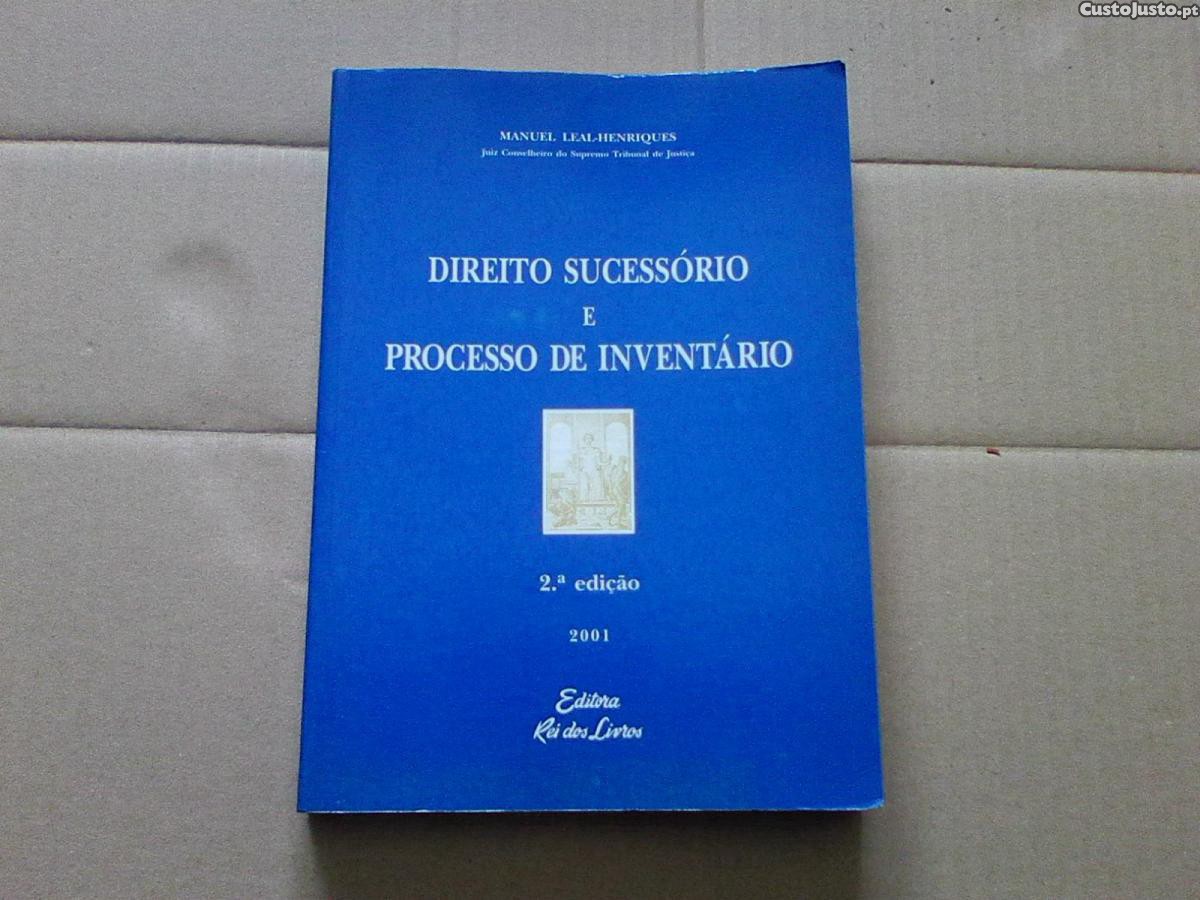 CustoJusto.pt
MANUEL LEAL-HENRIQUES
Juiz Conselheiro do Supremo Tribunal de Justiça
DIREITO SUCESSÓRIO
E
PROCESSO DE INVENTÁRIO
2.ª edição
2001
Editora
Rei dos Livros